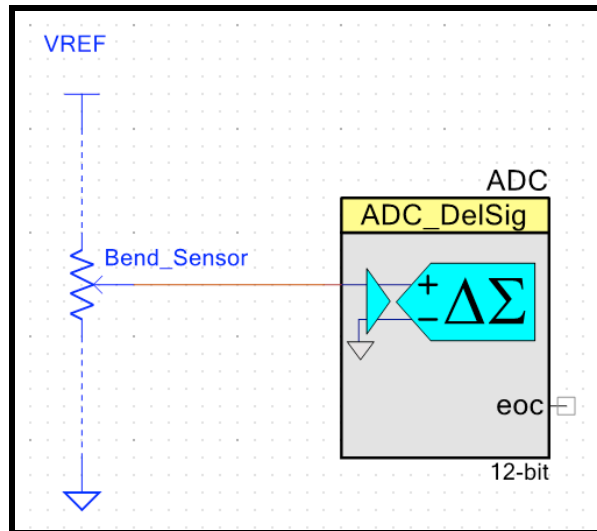 VREF
ADC
ADC_DelSig
Bend_Sensor
+
− ΔΣ
eoc
12-bit